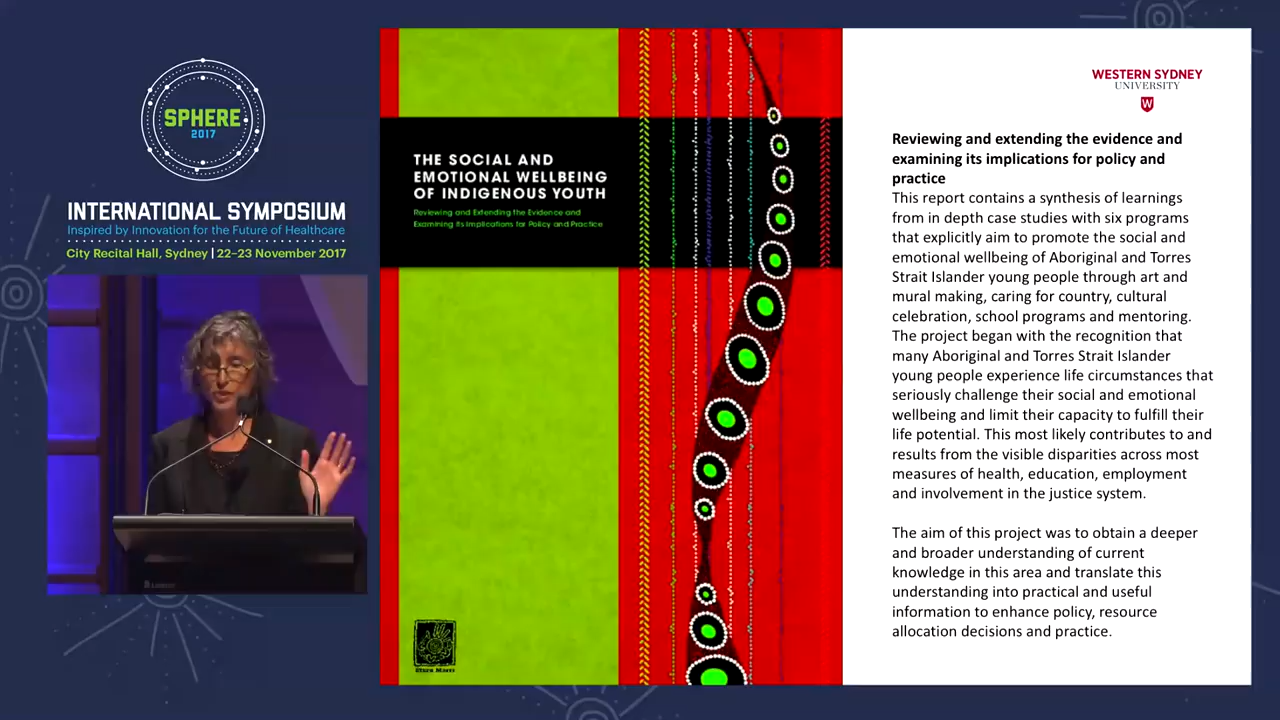 SPHERE
2017
INTERNATIONAL SYMPOSIUM
Inspired by Innovation for the Future of Healthcare
City Recital Hall, Sydney | 22–23 November 2017
THE SOCIAL AND
EMOTIONAL WELLBEING
OF INDIGENOUS YOUTH
Reviewing and Extending the Evidence and
Examining its Implications for Policy and Practice
WESTERN SYDNEY
UNIVERSITY
W
Reviewing and extending the evidence and
examining its implications for policy and
practice
This report contains a synthesis of learnings
from in depth case studies with six programs
that explicitly aim to promote the social and
emotional wellbeing of Aboriginal and Torres
Strait Islander young people through art and
mural making, caring for country, cultural
celebration, school programs and mentoring.
The project began with the recognition that
many Aboriginal and Torres Strait Islander
young people experience life circumstances that
seriously challenge their social and emotional
wellbeing and limit their capacity to fulfill their
life potential. This most likely contributes to and
results from the visible disparities across most
measures of health, education, employment
and involvement in the justice system.
The aim of this project was to obtain a deeper
and broader understanding of current
knowledge in this area and translate this
understanding into practical and useful
information to enhance policy, resource
allocation decisions and practice.